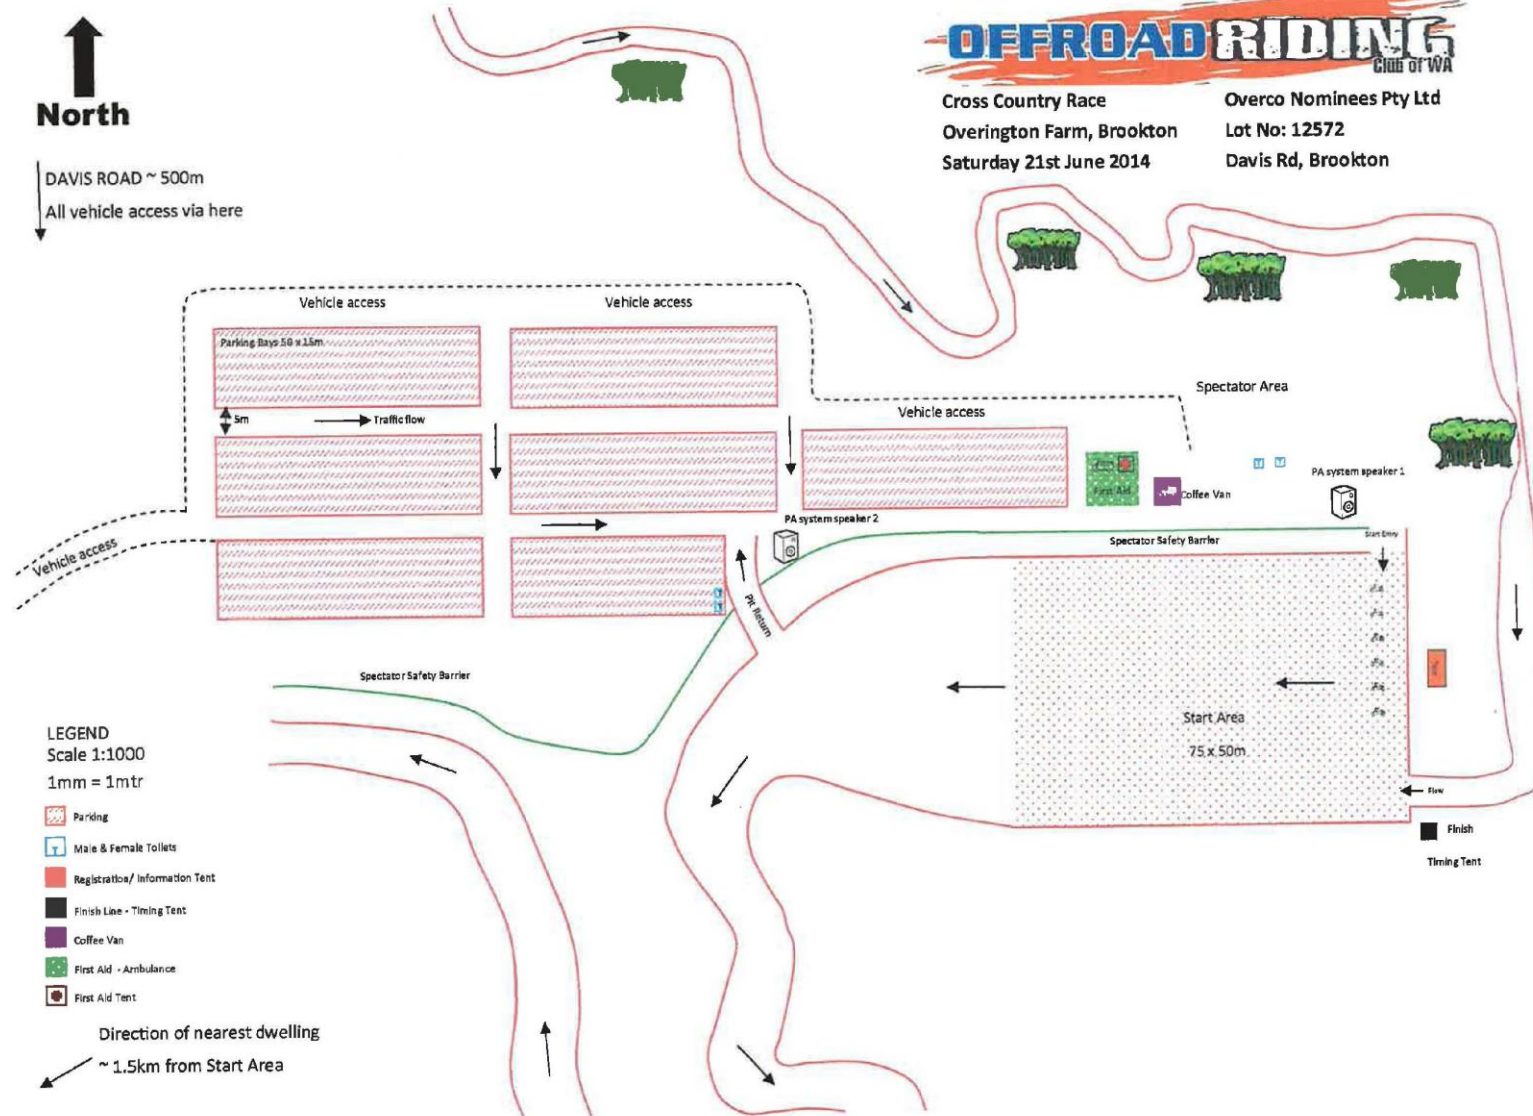 North
DAVIS ROAD ~ 500m
All vehicle access via here
OFFROAD RIDING
Club of WA
Cross Country Race
Overington Farm, Brookton
Saturday 21st June 2014
Overco Nominees Pty Ltd
Lot No: 12572
Davis Rd, Brookton
Vehicle access
Vehicle access
Parking Bays 50 x 15m
5m
Traffic flow
Vehicle access
Spectator Area
First Aid
Coffee Van
PA system speaker 1
PA system speaker 2
Spectator Safety Barrier
Start Entry
Vehicle access
Pit Return
Spectator Safety Barrier
Start Area
75 x 50m
Flow
Finish
Timing Tent
LEGEND
Scale 1:1000
1mm = 1mtr
Parking
Male & Female Toilets
Registration/ Information Tent
Finish Line - Timing Tent
Coffee Van
First Aid - Ambulance
First Aid Tent
Direction of nearest dwelling
~ 1.5km from Start Area